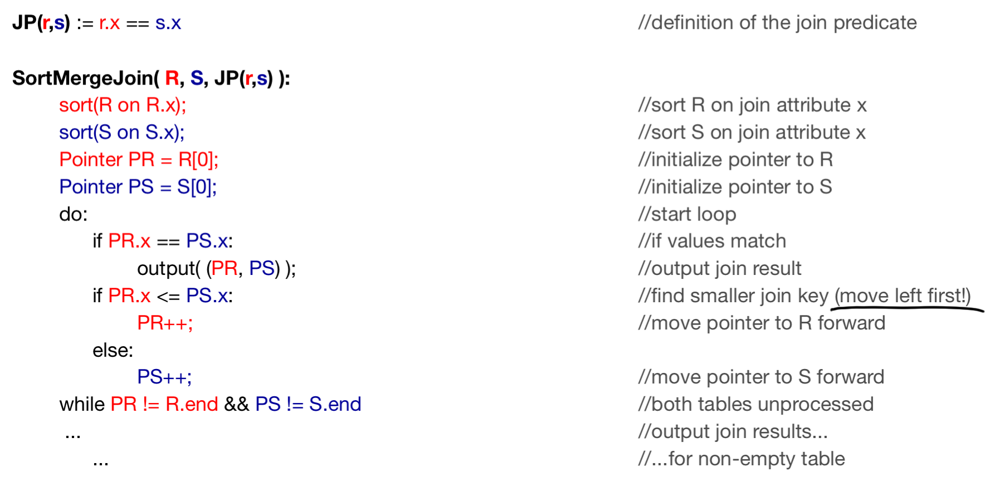 JP(r,s) := r.x == s.x //definition of the join predicate
SortMergeJoin( R, S, JP(r,s) ):
sort(R on R.x); //sort R on join attribute x
sort(S on S.x); //sort S on join attribute x
Pointer PR = R[0]; //initialize pointer to R
Pointer PS = S[0]; //initialize pointer to S
do: //start loop
if PR.x == PS.x: //if values match
output( (PR, PS) ); //output join result
if PR.x <= PS.x: //find smaller join key (move left first!)
PR++; //move pointer to R forward
else:
PS++; //move pointer to S forward
while PR != R.end && PS != S.end //both tables unprocessed
... //output join results...
... //...for non-empty table